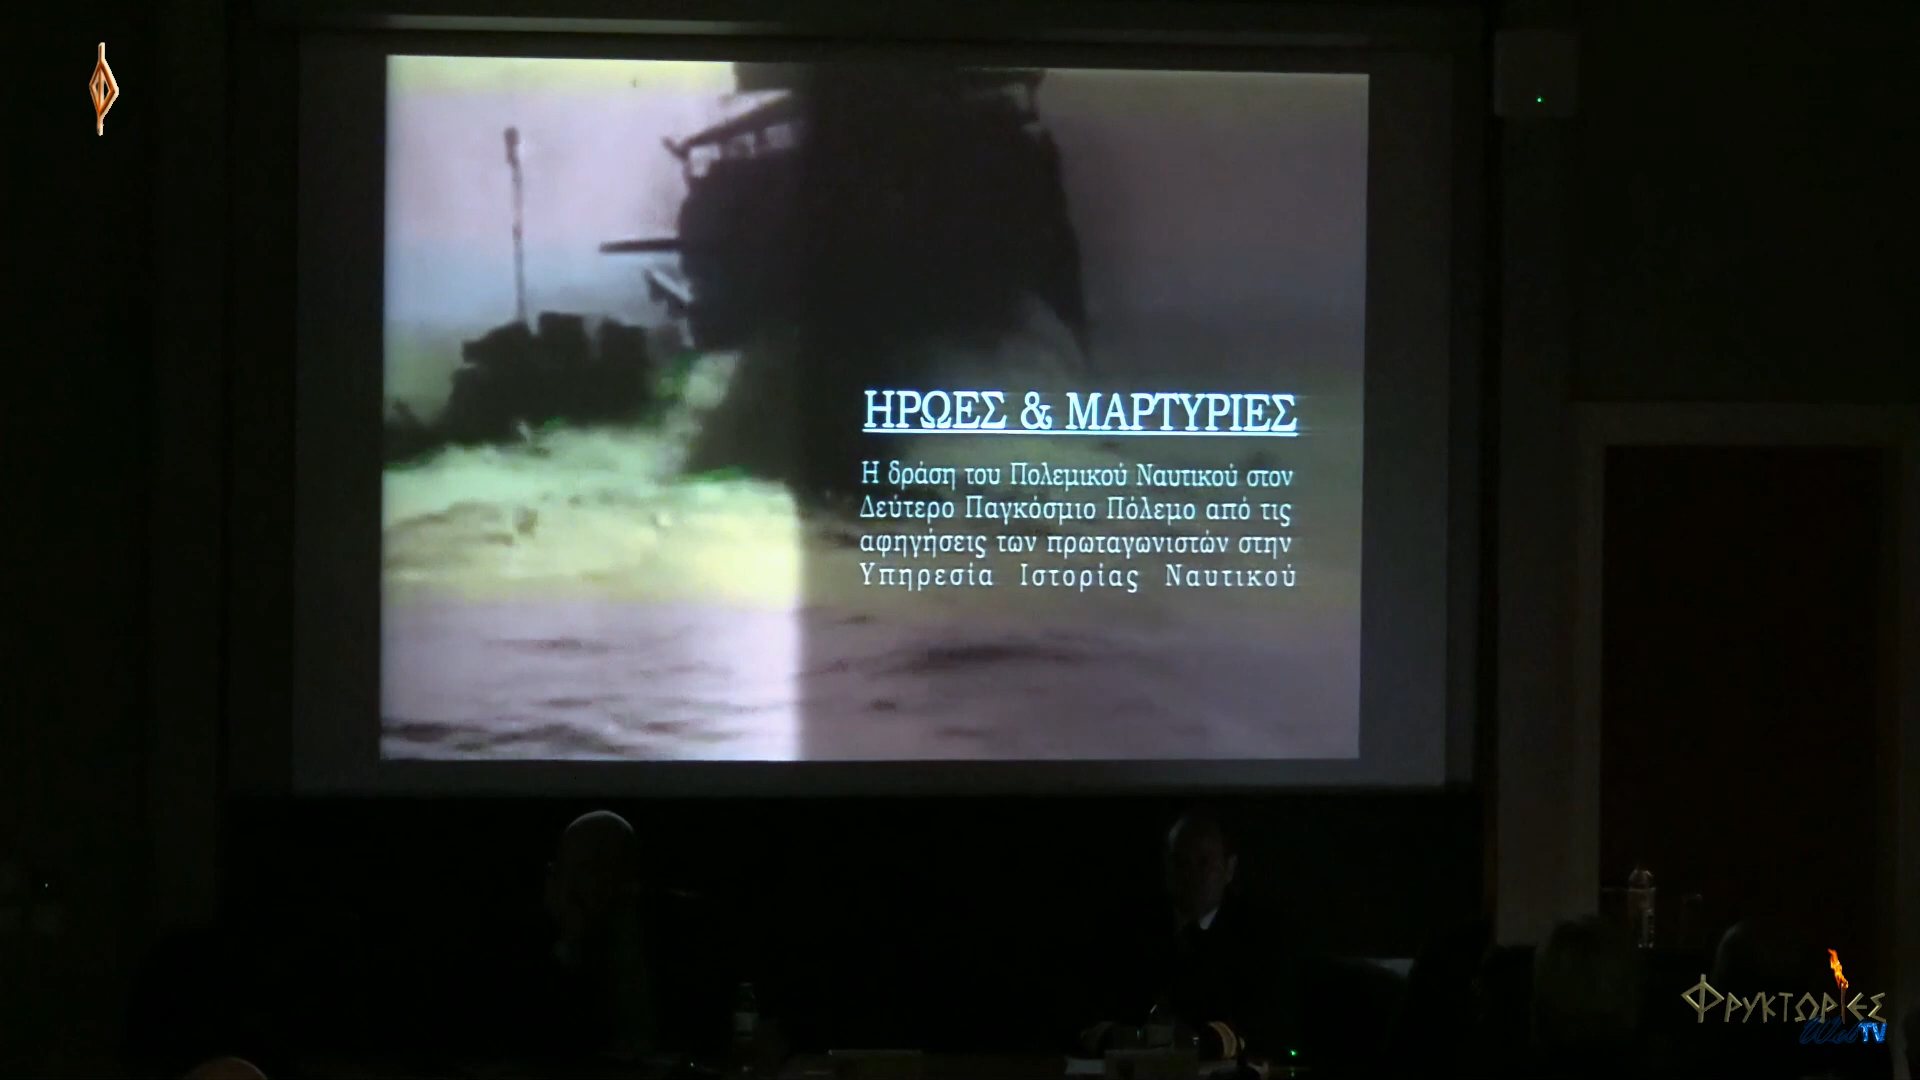 ΗΡΩΕΣ & ΜΑΡΤΥΡΙΕΣ
Η δράση του Πολεμικού Ναυτικού στον
Δεύτερο Παγκόσμιο Πόλεμο από τις
αφηγήσεις των πρωταγωνιστών στην
Υπηρεσία Ιστορίας Ναυτικού
ΦΡΥΚΤΩΡΙΕΣ
Web TV